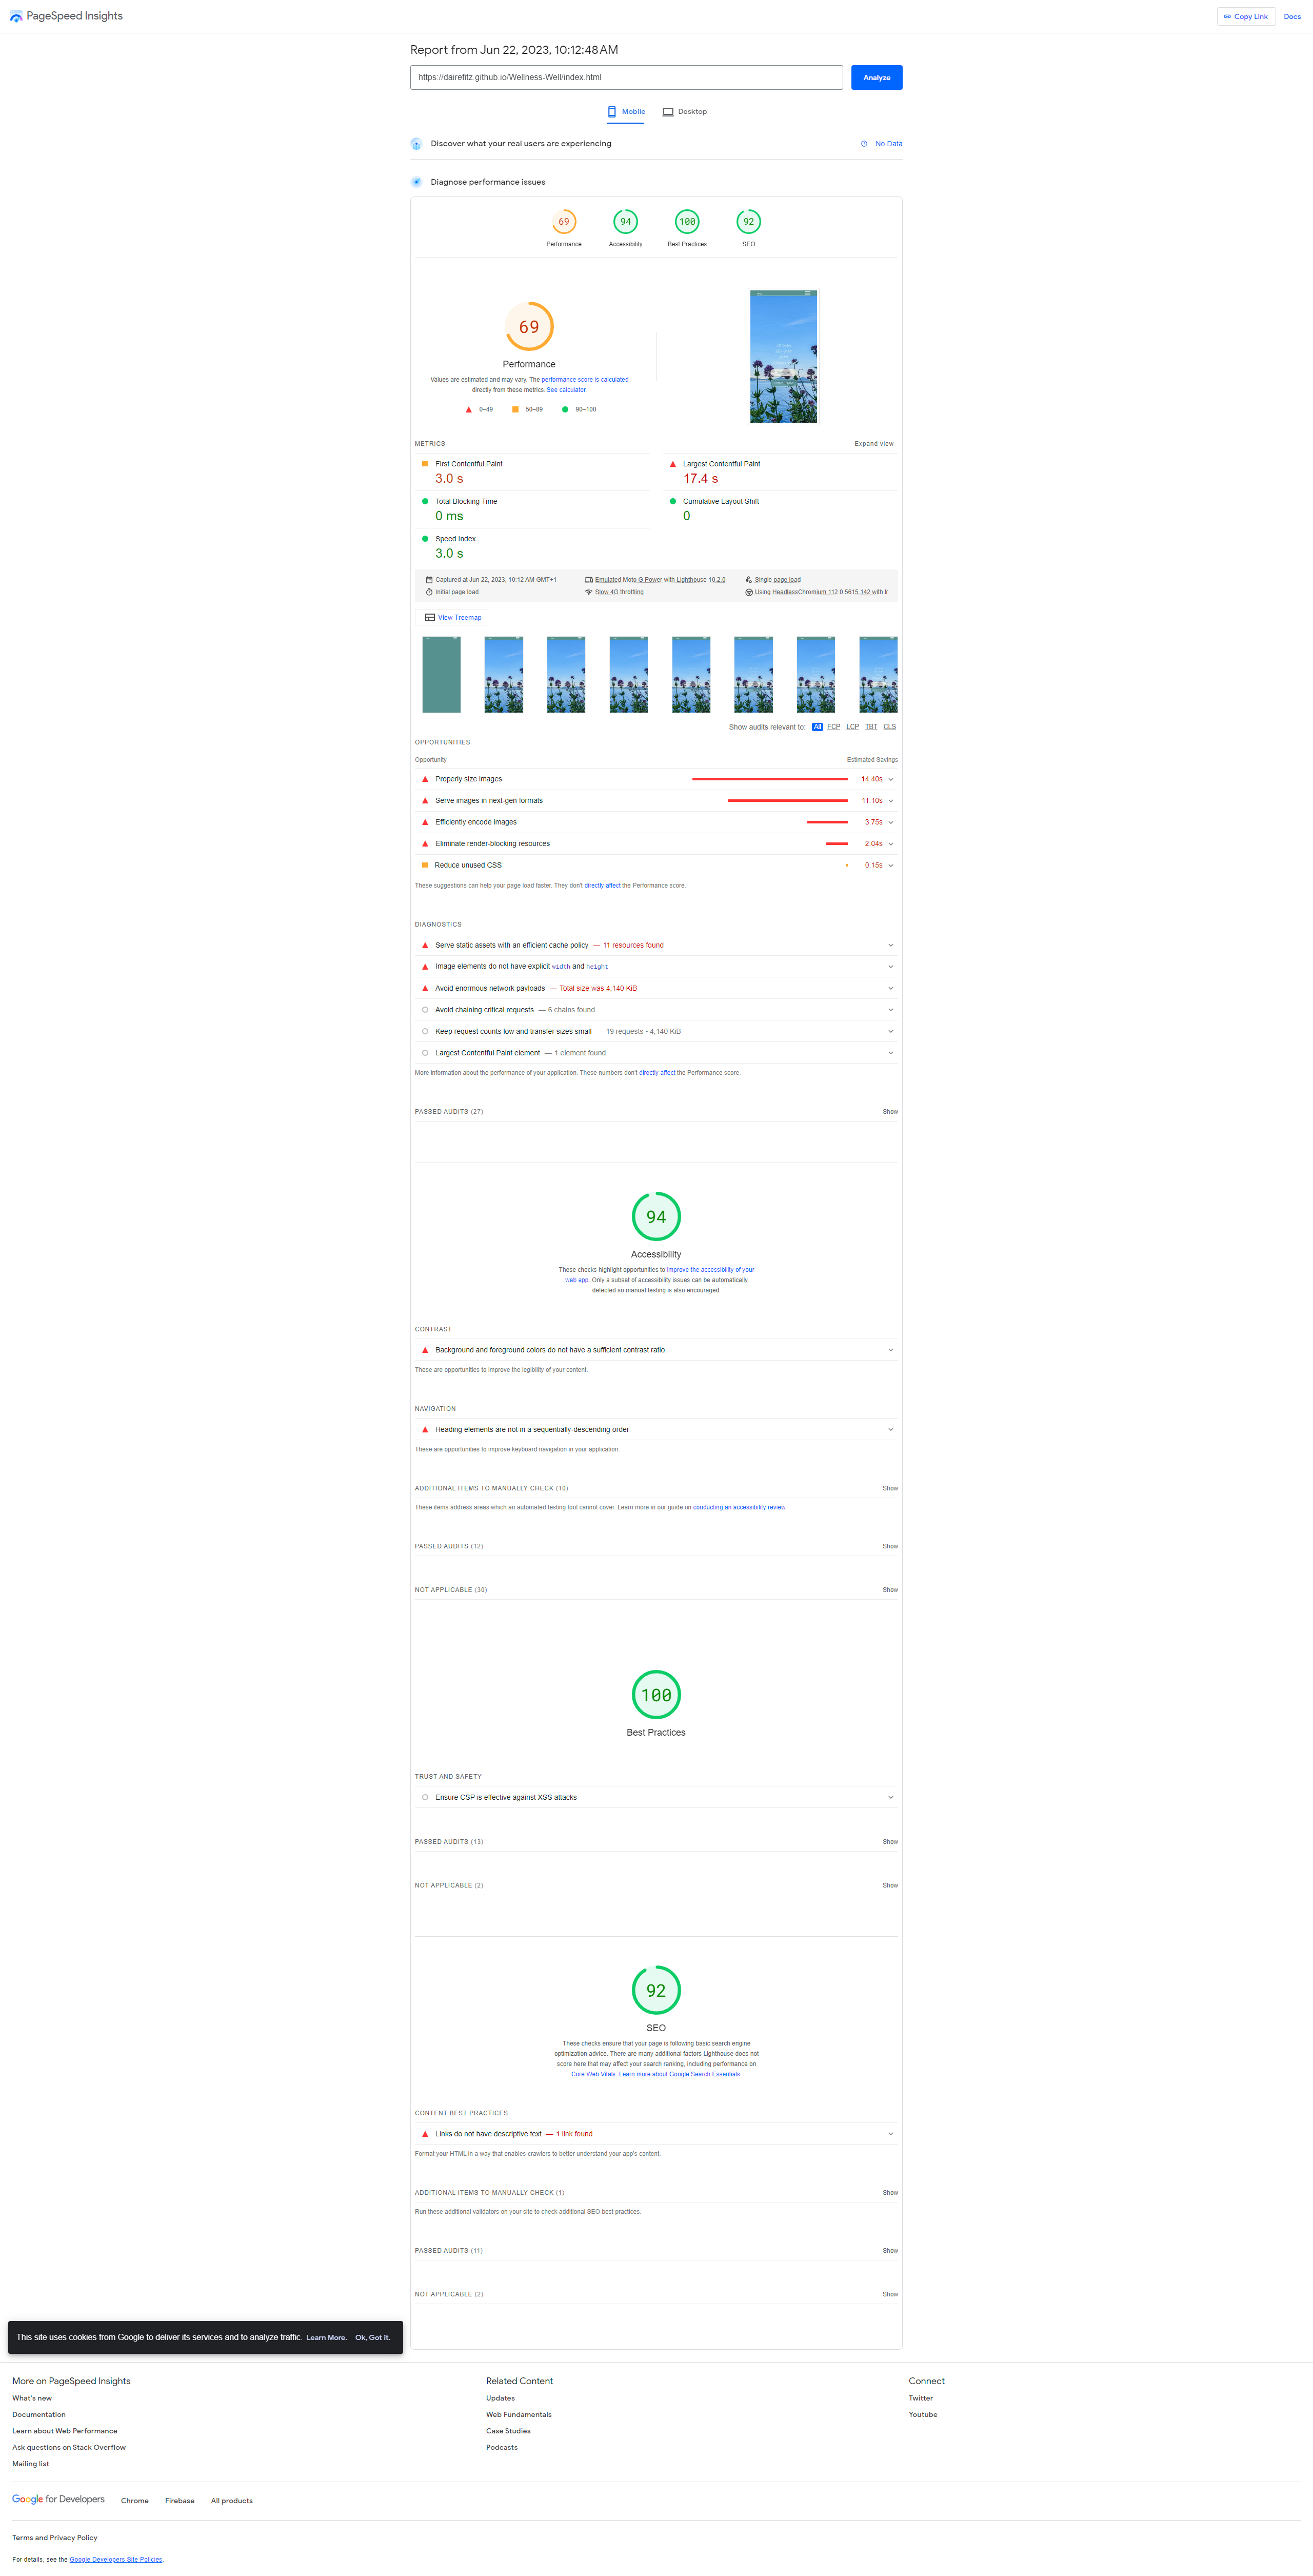 PageSpeed Insights
Copy Link
Docs
Report from Jun 22, 2023, 10:12:48 AM
https://dairefitz.github.io/Wellness-Well/index.html
Analyze
Mobile
Desktop
Discover what your real users are experiencing
No Data
Diagnose performance issues
69
94
100
92
Performance
Accessibility
Best Practices
SEO
69
Performance
Values are estimated and may vary. The performance score is calculated
directly from these metrics. See calculator.
0–49
50–89
90–100
METRICS
Expand view
First Contentful Paint
3.0 s
Largest Contentful Paint
17.4 s
Total Blocking Time
0 ms
Cumulative Layout Shift
0
Speed Index
3.0 s
Captured at Jun 22, 2023, 10:12 AM GMT+1
Emulated Moto G Power with Lighthouse 10.2.0
Single page load
Initial page load
Slow 4G throttling
Using HeadlessChromium 112.0.5615.142 with lr
View Treemap
Show audits relevant to:
All
FCP
LCP
TBT
CLS
OPPORTUNITIES
Opportunity
Estimated Savings
Properly size images
14.40s
Serve images in next-gen formats
11.10s
Efficiently encode images
3.75s
Eliminate render-blocking resources
2.04s
Reduce unused CSS
0.15s
These suggestions can help your page load faster. They don't directly affect the Performance score.
DIAGNOSTICS
Serve static assets with an efficient cache policy — 11 resources found
Image elements do not have explicit width and height
Avoid enormous network payloads — Total size was 4,140 KiB
Avoid chaining critical requests — 6 chains found
Keep request counts low and transfer sizes small — 19 requests • 4,140 KiB
Largest Contentful Paint element — 1 element found
More information about the performance of your application. These numbers don't directly affect the Performance score.
PASSED AUDITS (27)
Show
94
Accessibility
These checks highlight opportunities to improve the accessibility of your
web app. Only a subset of accessibility issues can be automatically
detected so manual testing is also encouraged.
CONTRAST
Background and foreground colors do not have a sufficient contrast ratio.
These are opportunities to improve the legibility of your content.
NAVIGATION
Heading elements are not in a sequentially-descending order
These are opportunities to improve keyboard navigation in your application.
ADDITIONAL ITEMS TO MANUALLY CHECK (10)
Show
These items address areas which an automated testing tool cannot cover. Learn more in our guide on conducting an accessibility review.
PASSED AUDITS (12)
Show
NOT APPLICABLE (30)
Show
100
Best Practices
TRUST AND SAFETY
Ensure CSP is effective against XSS attacks
PASSED AUDITS (13)
Show
NOT APPLICABLE (2)
Show
92
SEO
These checks ensure that your page is following basic search engine
optimization advice. There are many additional factors Lighthouse does not
score here that may affect your search ranking, including performance on
Core Web Vitals. Learn more about Google Search Essentials.
CONTENT BEST PRACTICES
Links do not have descriptive text — 1 link found
Format your HTML in a way that enables crawlers to better understand your app's content.
ADDITIONAL ITEMS TO MANUALLY CHECK (1)
Show
Run these additional validators on your site to check additional SEO best practices.
PASSED AUDITS (11)
Show
NOT APPLICABLE (2)
Show
This site uses cookies from Google to deliver its services and to analyze traffic. Learn More. Ok, Got it.
More on PageSpeed Insights
What's new
Documentation
Learn about Web Performance
Ask questions on Stack Overflow
Mailing list
Related Content
Updates
Web Fundamentals
Case Studies
Podcasts
Connect
Twitter
Youtube
Google for Developers
Chrome
Firebase
All products
Terms and Privacy Policy
For details, see the Google Developers Site Policies.